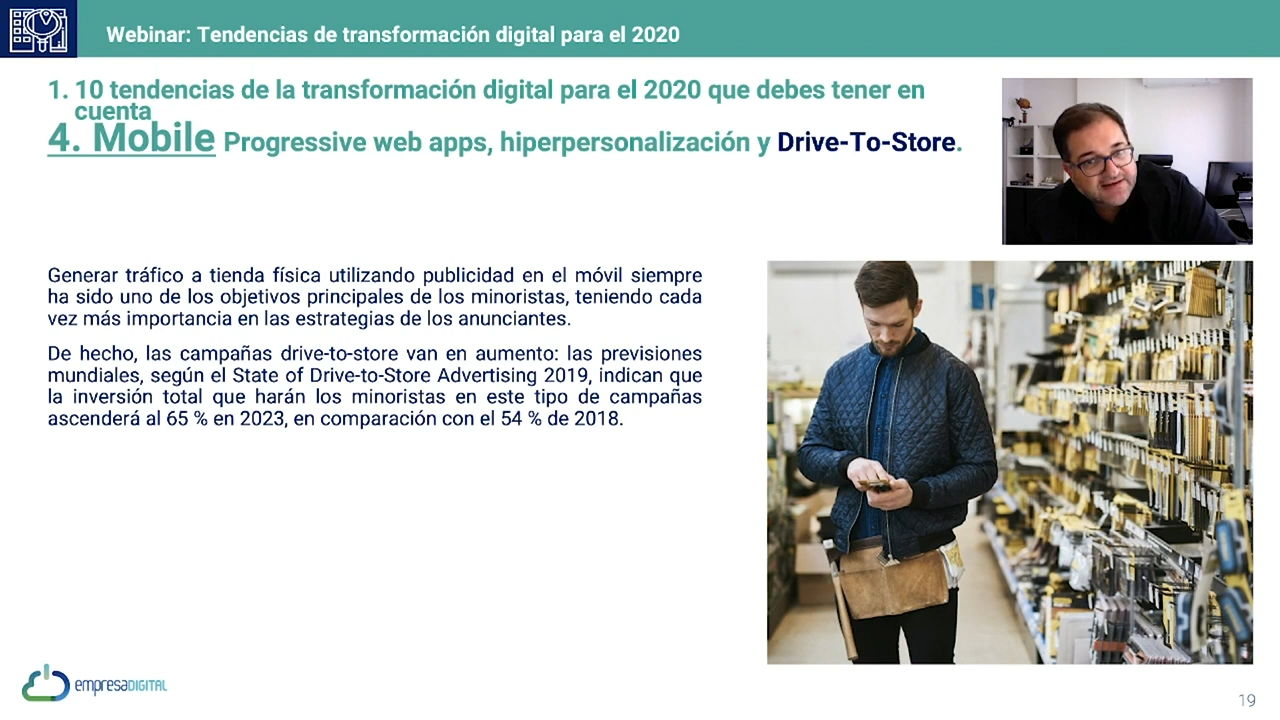 Webinar: Tendencias de transformación digital para el 2020
1. 10 tendencias de la transformación digital para el 2020 que debes tener en
cuenta
4. Mobile Progressive web apps, hiperpersonalización y Drive-To-Store.
Generar tráfico a tienda física utilizando publicidad en el móvil siempre
ha sido uno de los objetivos principales de los minoristas, teniendo cada
vez más importancia en las estrategias de los anunciantes.
De hecho, las campañas drive-to-store van en aumento: las previsiones
mundiales, según el State of Drive-to-Store Advertising 2019, indican que
la inversión total que harán los minoristas en este tipo de campañas
ascenderá al 65 % en 2023, en comparación con el 54 % de 2018.
empresaDIGITAL
19